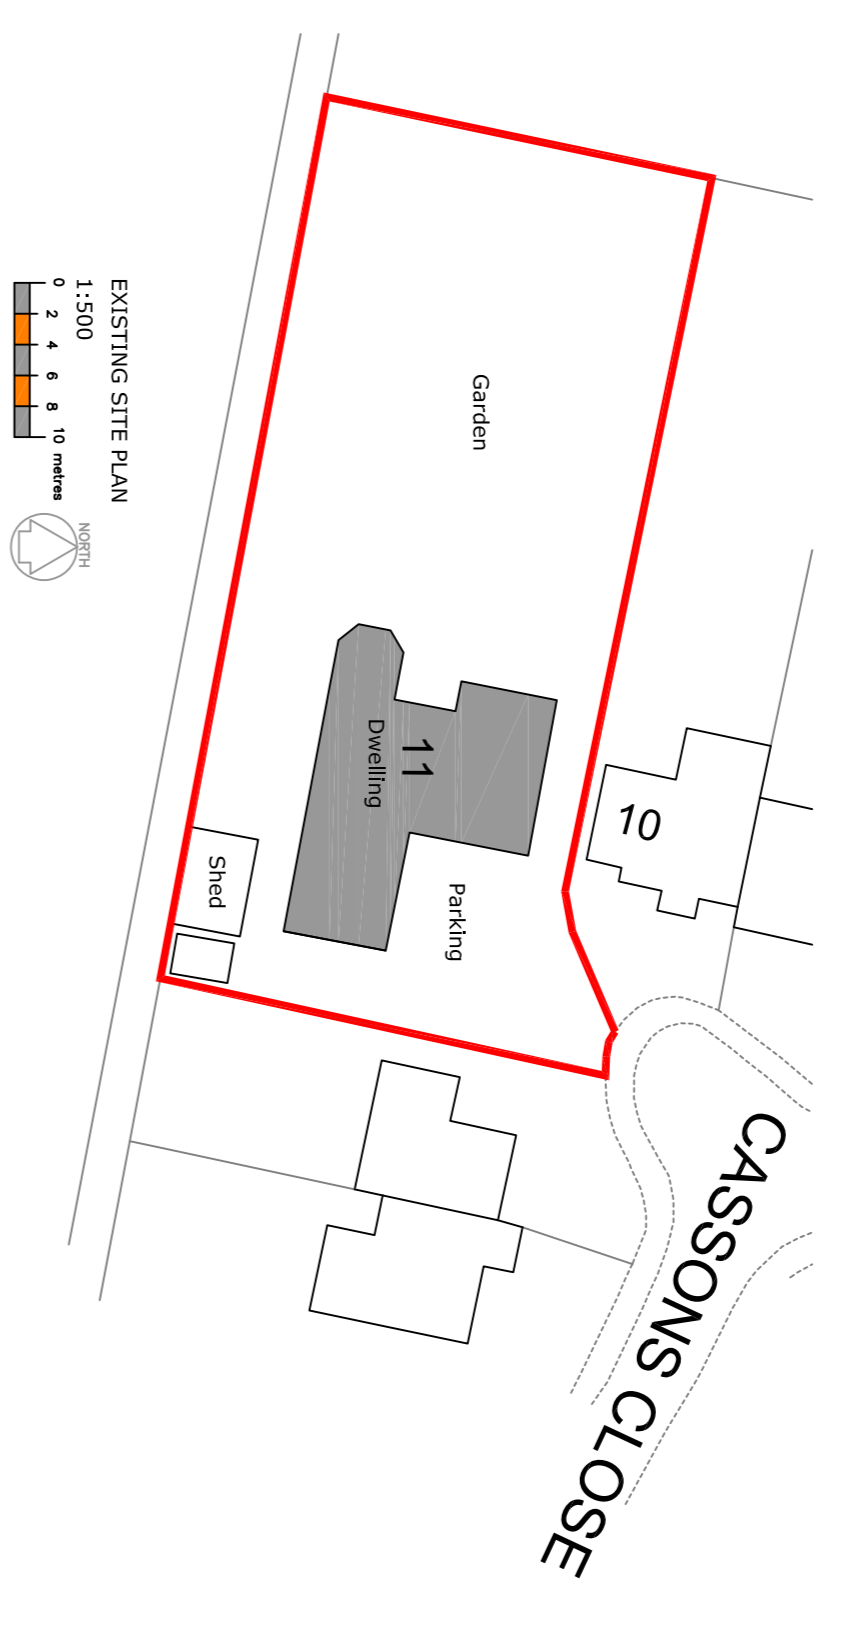 CASSONS CLOSE
10
Garden
11
Dwelling
Parking
Shed
EXISTING SITE PLAN
1:500
0 2 4 6 8 10 metres
NORTH